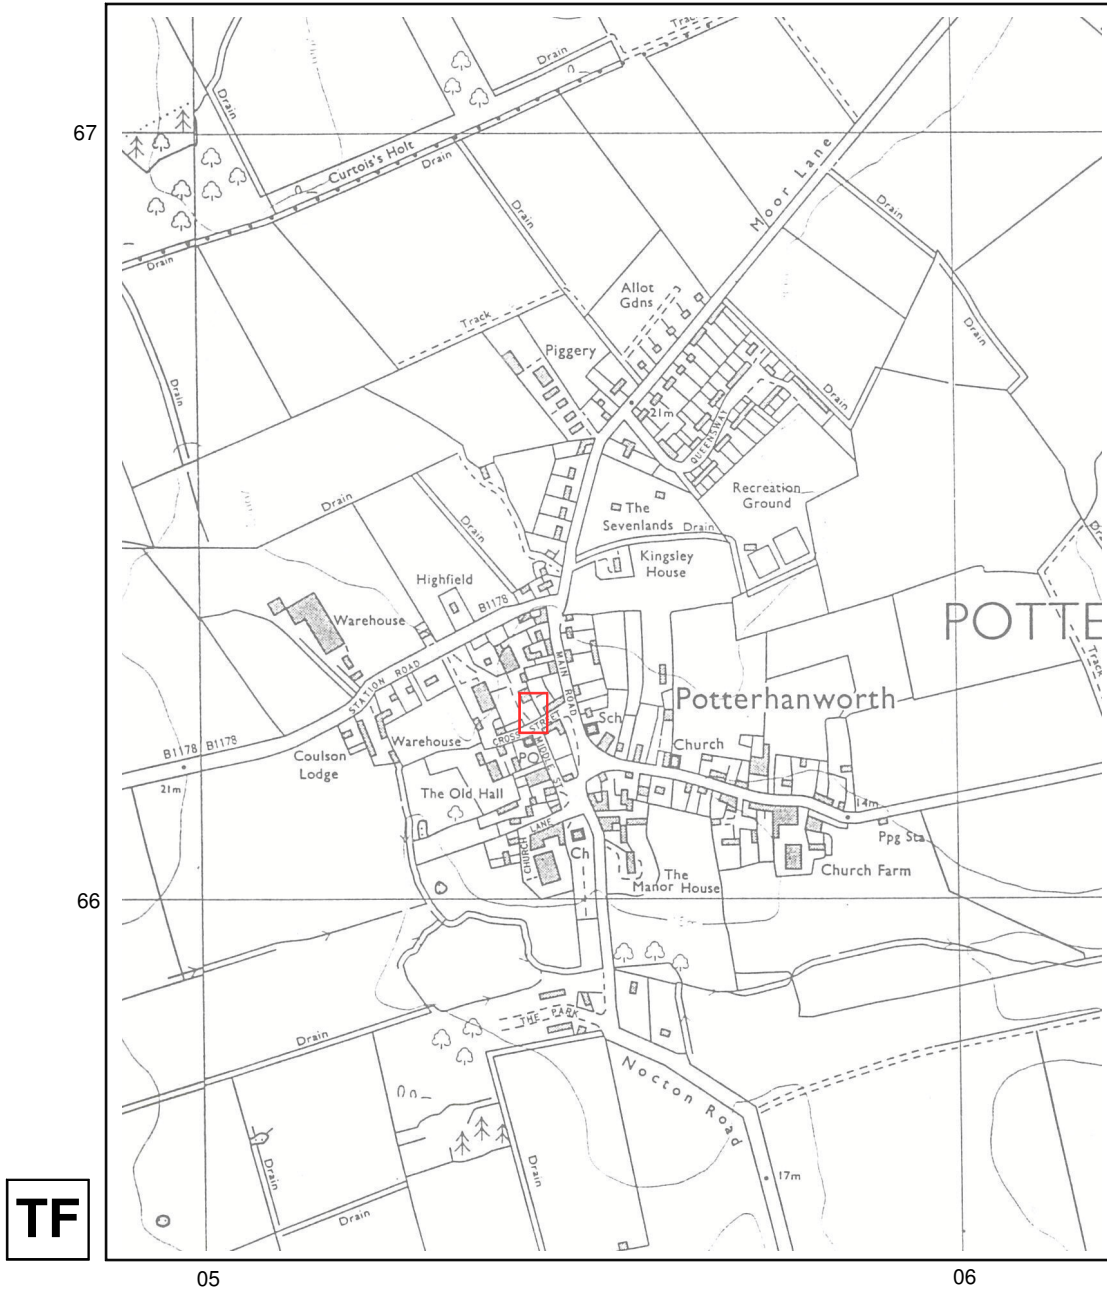 Track
Drain
67
Drain
Curtois's Holt
Drain
Moor Lane
Drain
Drain
Drain
Allot
Gdns
Track
Drain
Piggery
Drain
21m
Drain
QUEENSWAY
Recreation
Ground
Drain
Drain
The
Sevenlands
Drain
Kingsley
House
Highfield
B1178
Warehouse
POTTE
Track
STATION ROAD
MAIN ROAD
Potterhanworth
Sch
CROSS STREE
Church
B1178
B1178
Warehouse
Coulson
Lodge
PO
MIDDLE S
21m
The Old Hall
14m
Ppg Sta
CHURCH LANE
Ch
The
Manor House
Church Farm
66
THE PARK
Drain
Nocton Road
Drain
Drain
17m
Drain
TF
05
06